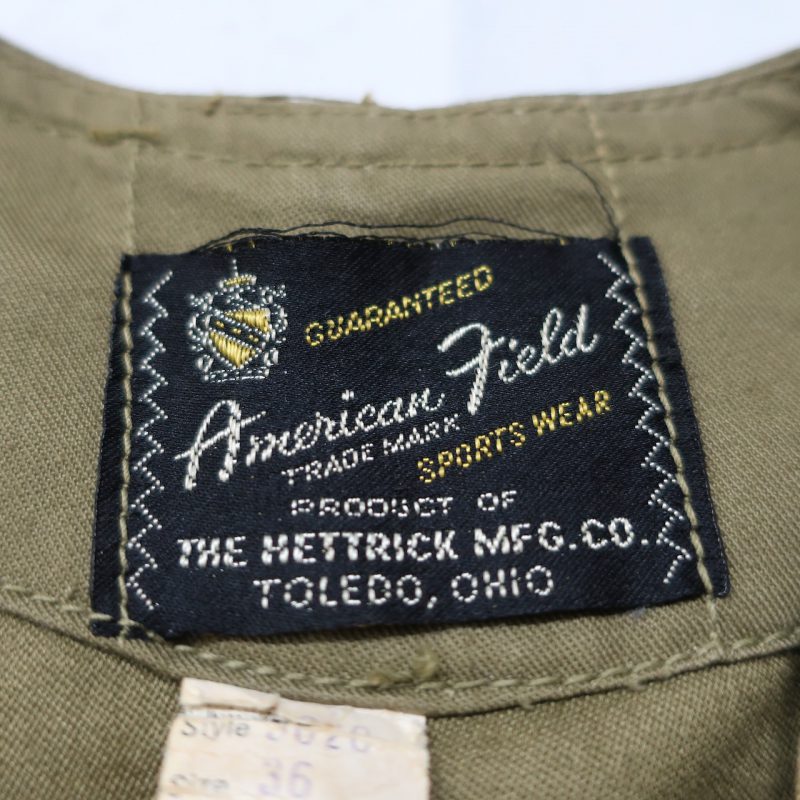 GUARANTEED
American Field
TRADE MARK
SPORTS WEAR
PRODUCT OF
THE HETTRICK MFG.CO.
TOLEDO, OHIO
Style
Size 36